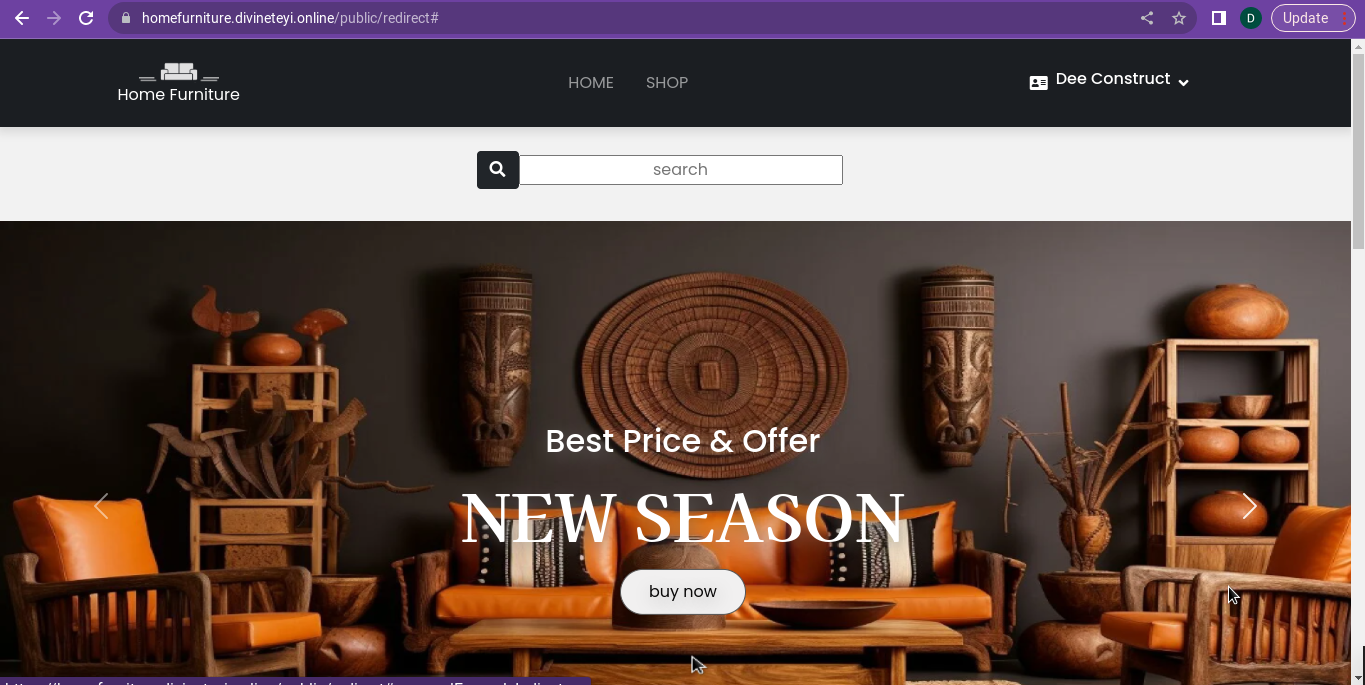 homefurniture.divineteyi.online/public/redirect#
D
Update
Home Furniture
HOME
SHOP
Dee Construct
search
Best Price & Offer
NEW SEASON
buy now